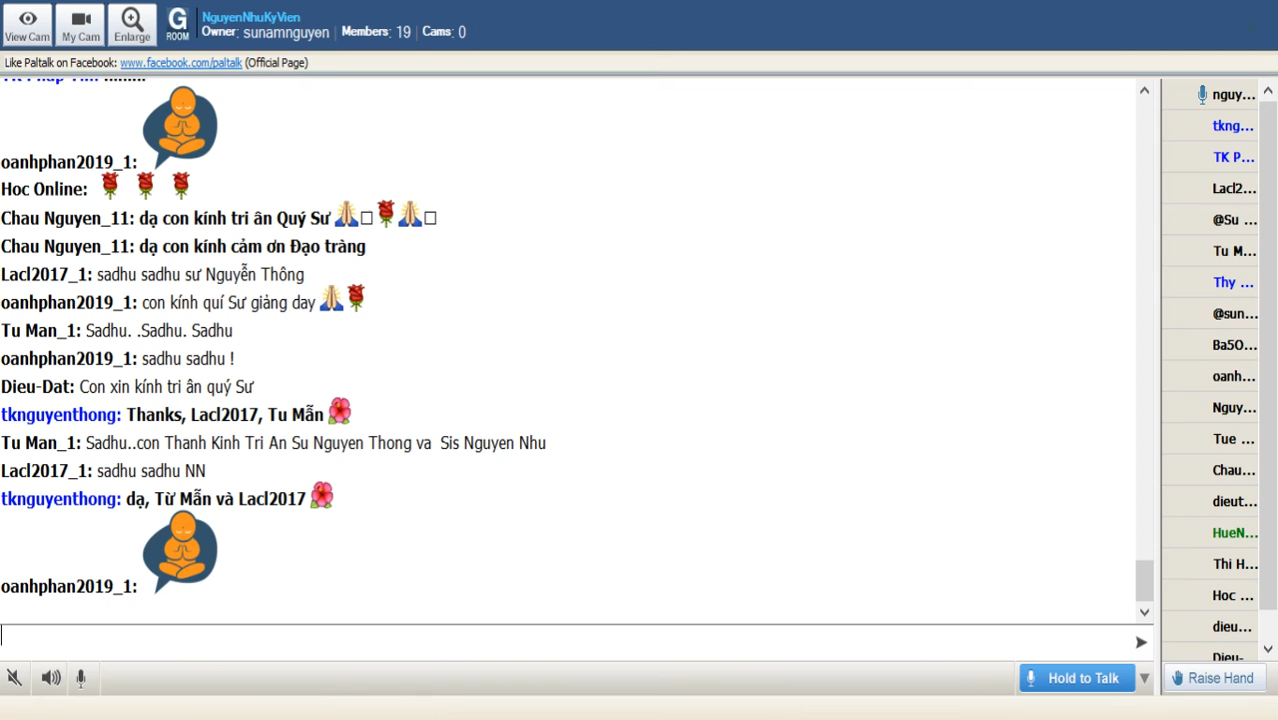 View Cam
My Cam
Enlarge
G
ROOM
NguyenNhuKyVien
Owner: sunamnguyen | Members: 19 | Cams: 0
Like Paltalk on Facebook: www.facebook.com/paltalk (Official Page)
oanhphan2019_1:
Hoc Online:
Chau Nguyen_11: dạ con kính tri ân Quý Sư 🙏□🌹🙏□
Chau Nguyen_11: dạ con kính cảm ơn Đạo tràng
Lacl2017_1: sadhu sadhu sư Nguyễn Thông
oanhphan2019_1: con kính quí Sư giảng day
Tu Man_1: Sadhu. .Sadhu. Sadhu
oanhphan2019_1: sadhu sadhu !
Dieu-Dat: Con xin kính tri ân quý Sư
tknguyenthong: Thanks, Lacl2017, Tu Mẫn
Tu Man_1: Sadhu..con Thanh Kinh Tri An Su Nguyen Thong va  Sis Nguyen Nhu
Lacl2017_1: sadhu sadhu NN
tknguyenthong: dạ, Từ Mẫn và Lacl2017
oanhphan2019_1:
nguy...
tkng...
TK P...
Lacl2...
@Su ...
Tu M...
Thy ...
@sun...
Ba5O...
oanh...
Nguy...
Tue ...
Chau...
dieut...
HueN...
Thi H...
Hoc ...
dieu...
Dieu-
Hold to Talk
Raise Hand